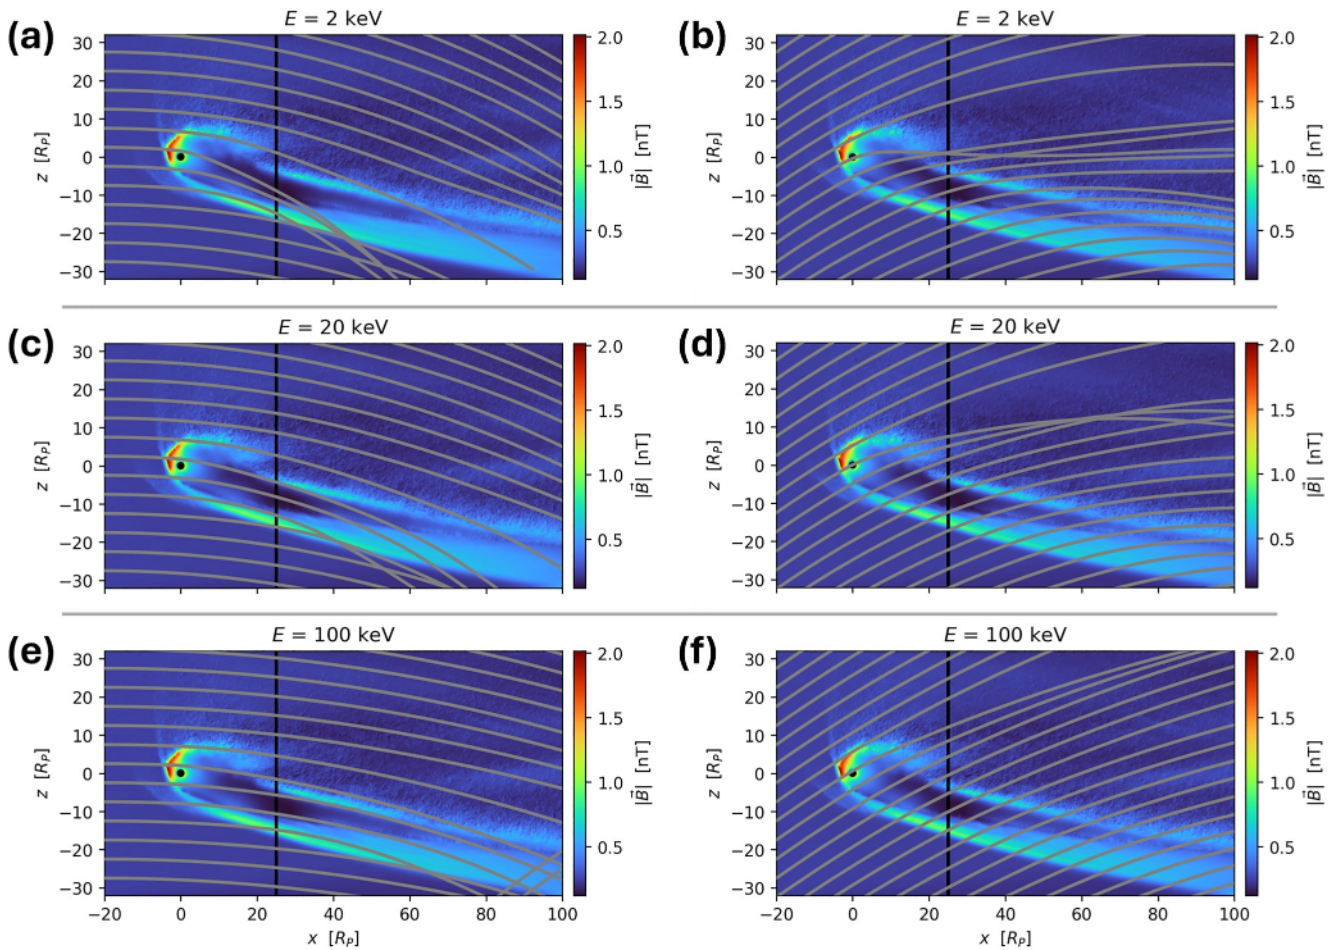 (a)
E = 2 keV
30
20
10
0
−10
−20
−30
z [R_P]
2.0
1.5
1.0
0.5
|B⃗| [nT]
(b)
E = 2 keV
30
20
10
0
−10
−20
−30
z [R_P]
2.0
1.5
1.0
0.5
|B⃗| [nT]
(c)
E = 20 keV
30
20
10
0
−10
−20
−30
z [R_P]
2.0
1.5
1.0
0.5
|B⃗| [nT]
(d)
E = 20 keV
30
20
10
0
−10
−20
−30
z [R_P]
2.0
1.5
1.0
0.5
|B⃗| [nT]
(e)
E = 100 keV
30
20
10
0
−10
−20
−30
z [R_P]
−20 0 20 40 60 80 100
x [R_P]
2.0
1.5
1.0
0.5
|B⃗| [nT]
(f)
E = 100 keV
30
20
10
0
−10
−20
−30
z [R_P]
−20 0 20 40 60 80 100
x [R_P]
2.0
1.5
1.0
0.5
|B⃗| [nT]